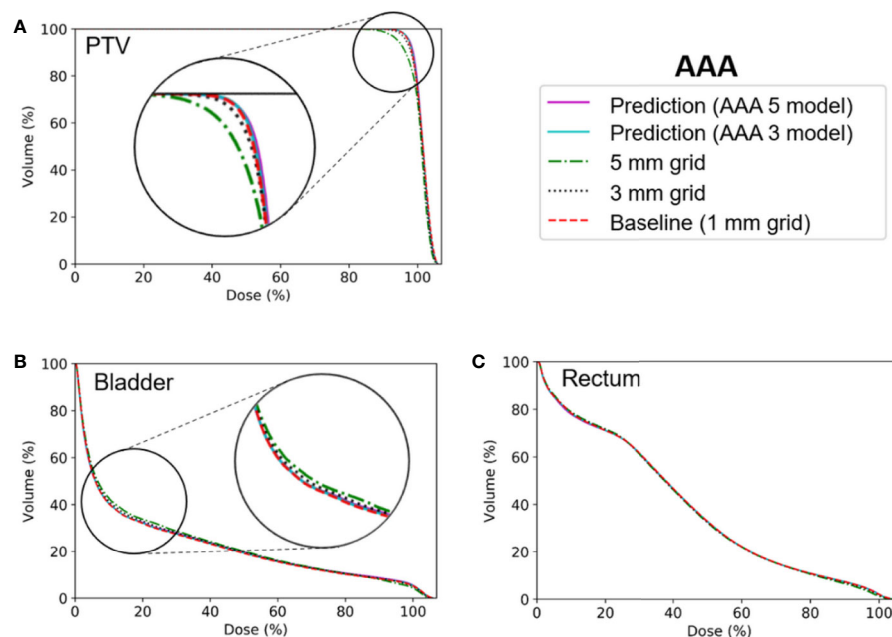 A
PTV
100
80
60
40
20
0
Volume (%)
0 20 40 60 80 100
Dose (%)
AAA
Prediction (AAA 5 model)
Prediction (AAA 3 model)
5 mm grid
3 mm grid
Baseline (1 mm grid)
B
Bladder
100
80
60
40
20
0
Volume (%)
0 20 40 60 80 100
Dose (%)
C
Rectum
100
80
60
40
20
0
Volume (%)
0 20 40 60 80 100
Dose (%)